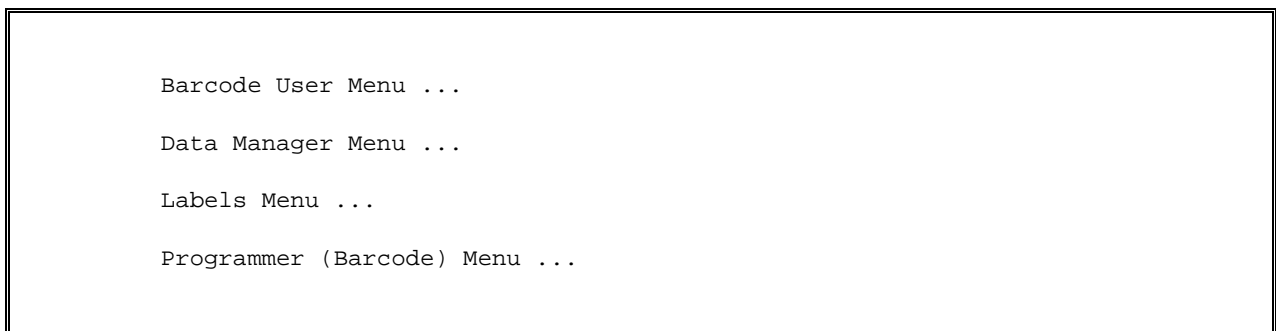 Barcode User Menu ...
Data Manager Menu ...
Labels Menu ...
Programmer (Barcode) Menu ...